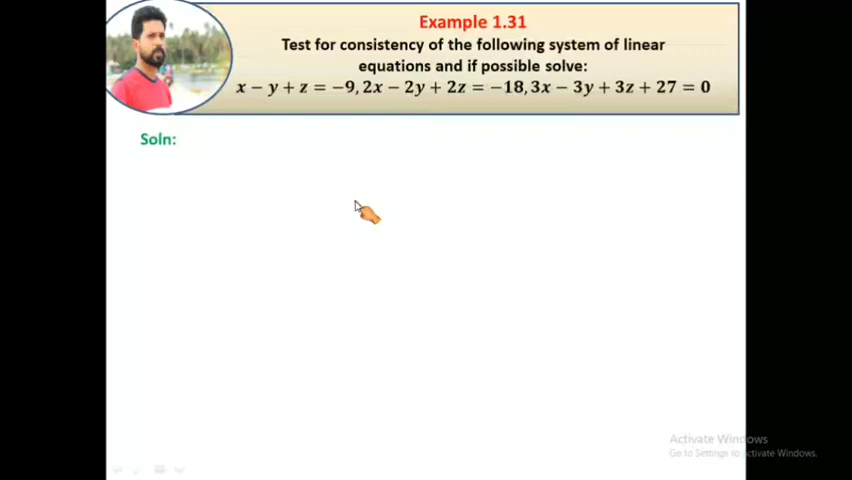 Example 1.31
Test for consistency of the following system of linear
equations and if possible solve:
x − y + z = −9, 2x − 2y + 2z = −18, 3x − 3y + 3z + 27 = 0
Soln:
Activate Windows
Go to Settings to Activate Windows.